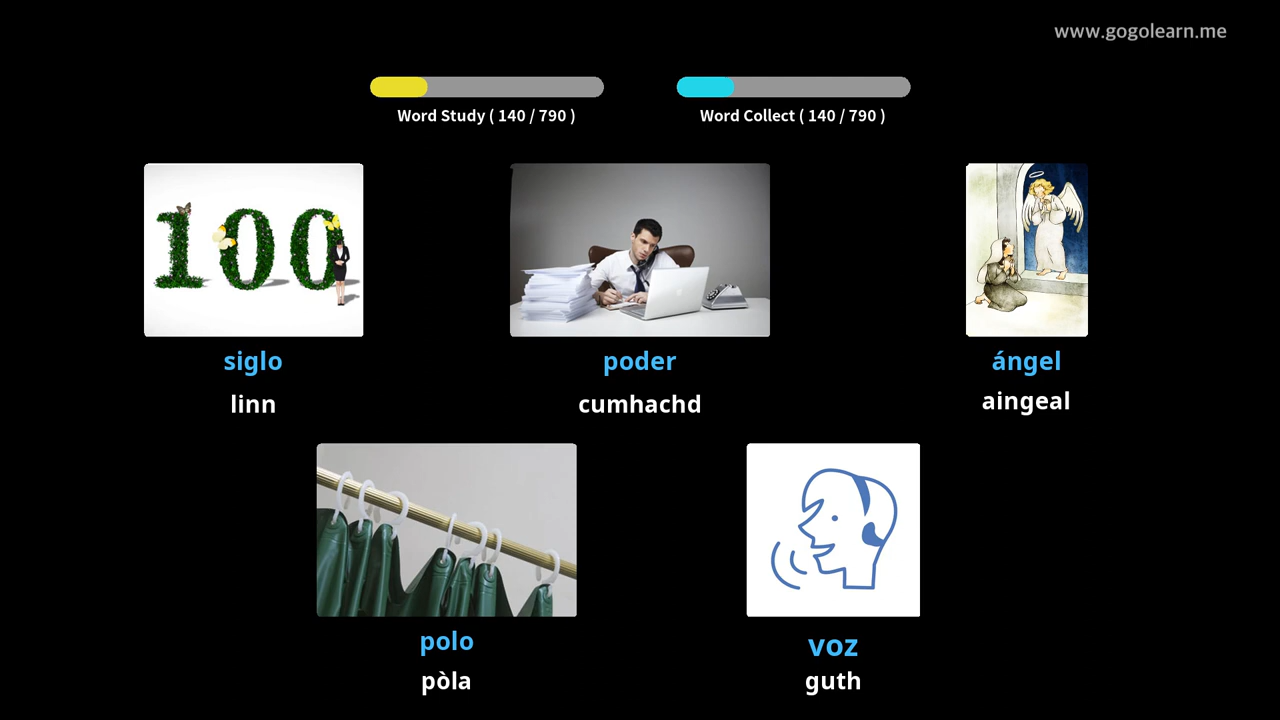 www.gogolearn.me
Word Study ( 140 / 790 )
Word Collect ( 140 / 790 )
100
siglo
poder
ángel
linn
cumhachd
aingeal
polo
voz
pòla
guth